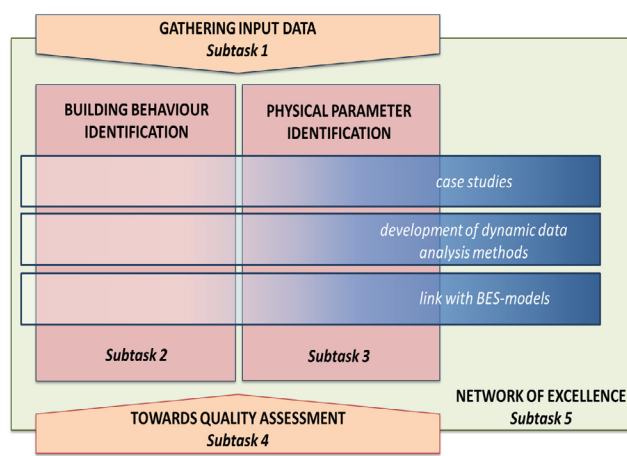 GATHERING INPUT DATA
Subtask 1
BUILDING BEHAVIOUR
IDENTIFICATION
PHYSICAL PARAMETER
IDENTIFICATION
case studies
development of dynamic data
analysis methods
link with BES-models
Subtask 2
Subtask 3
NETWORK OF EXCELLENCE
Subtask 5
TOWARDS QUALITY ASSESSMENT
Subtask 4